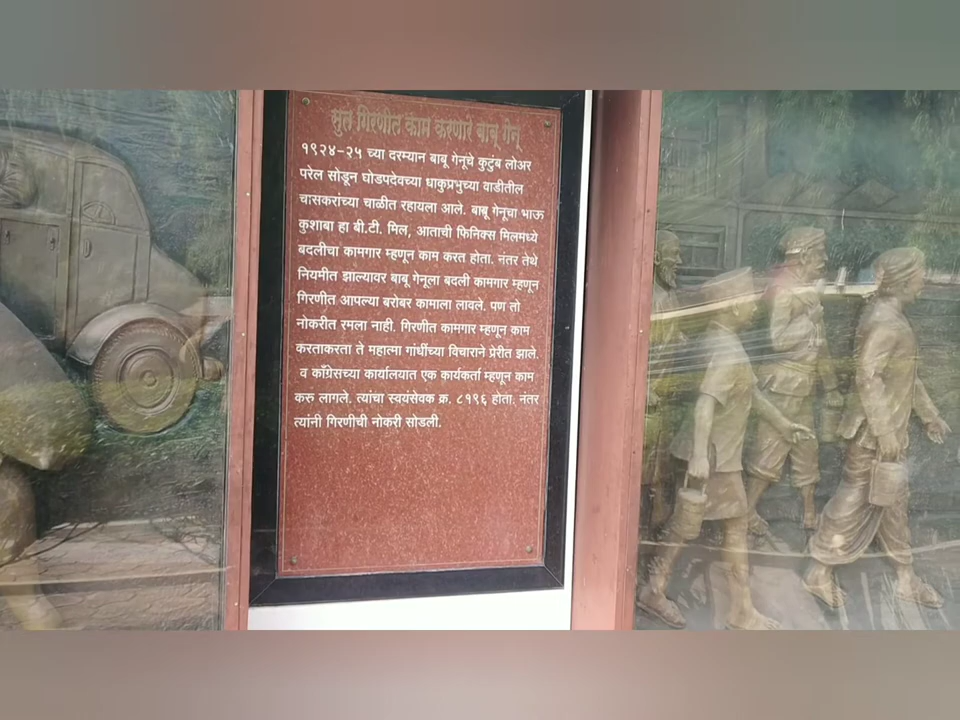 सुत गिरणीत काम करणारे बाबू गेनू
१९२४-२५ च्या दरम्यान बाबू गेनूचे कुटुंब लोअर
परेल सोडून घोडपदेवच्या धाकुप्रभुच्या वाडीतील
चासकरांच्या चाळीत रहायला आले. बाबू गेनूचा भाऊ
कुशाबा हा बी.टी. मिल, आताची फिनिक्स मिलमध्ये
बदलीचा कामगार म्हणून काम करत होता. नंतर तेथे
नियमीत झाल्यावर बाबू गेनूला बदली कामगार म्हणून
गिरणीत आपल्या बरोबर कामाला लावले. पण तो
नोकरीत रमला नाही. गिरणीत कामगार म्हणून काम
करताकरता ते महात्मा गांधींच्या विचाराने प्रेरीत झाले.
व काँग्रेसच्या कार्यालयात एक कार्यकर्ता म्हणून काम
करु लागले. त्यांचा स्वयंसेवक क्र. ८१९६ होता. नंतर
त्यांनी गिरणीची नोकरी सोडली.